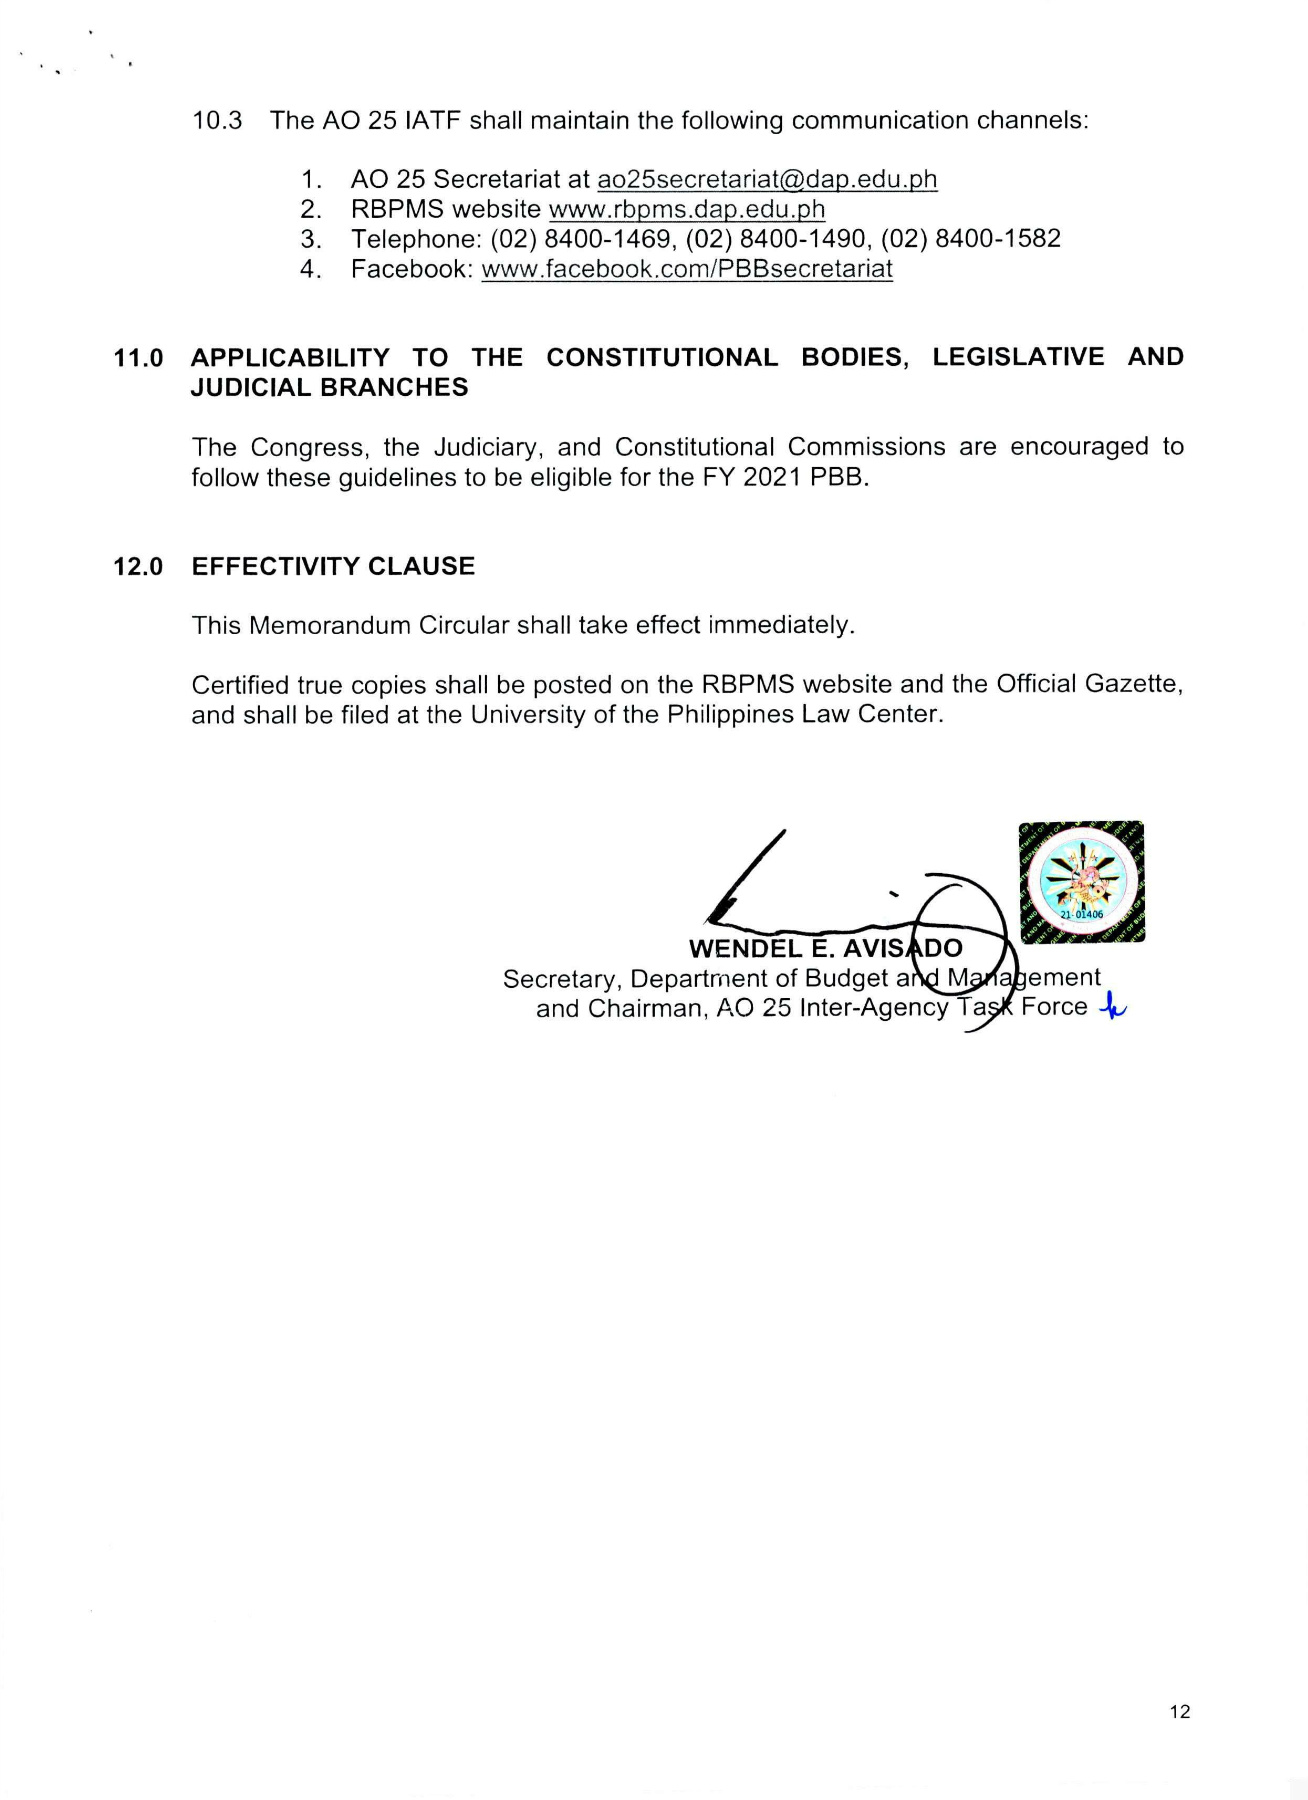 10.3 The AO 25 IATF shall maintain the following communication channels:
1. AO 25 Secretariat at ao25secretariat@dap.edu.ph
2. RBPMS website www.rbpms.dap.edu.ph
3. Telephone: (02) 8400-1469, (02) 8400-1490, (02) 8400-1582
4. Facebook: www.facebook.com/PBBsecretariat
11.0 APPLICABILITY TO THE CONSTITUTIONAL BODIES, LEGISLATIVE AND
JUDICIAL BRANCHES
The Congress, the Judiciary, and Constitutional Commissions are encouraged to
follow these guidelines to be eligible for the FY 2021 PBB.
12.0 EFFECTIVITY CLAUSE
This Memorandum Circular shall take effect immediately.
Certified true copies shall be posted on the RBPMS website and the Official Gazette,
and shall be filed at the University of the Philippines Law Center.
21-01406
WENDEL E. AVISADO
Secretary, Department of Budget and Management
and Chairman, AO 25 Inter-Agency Task Force
12